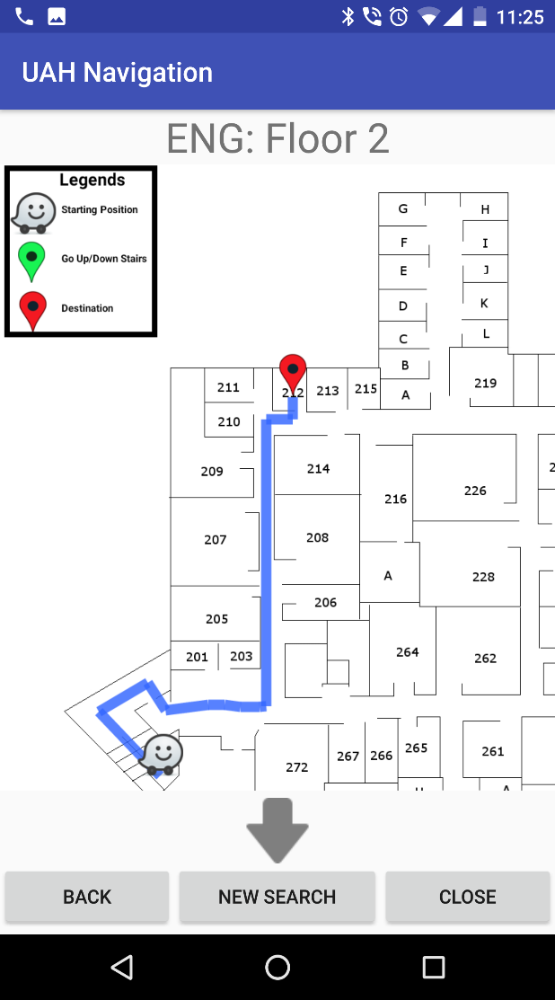 11:25
UAH Navigation
ENG: Floor 2
Legends
Starting Position
Go Up/Down Stairs
Destination
G H
F I
E J
D K
C L
B
A
219
211 212 213 215
210
209 214
216 226
207 208
A 228
206
205
201 203 264 262
272 267 266 265 261
BACK NEW SEARCH CLOSE